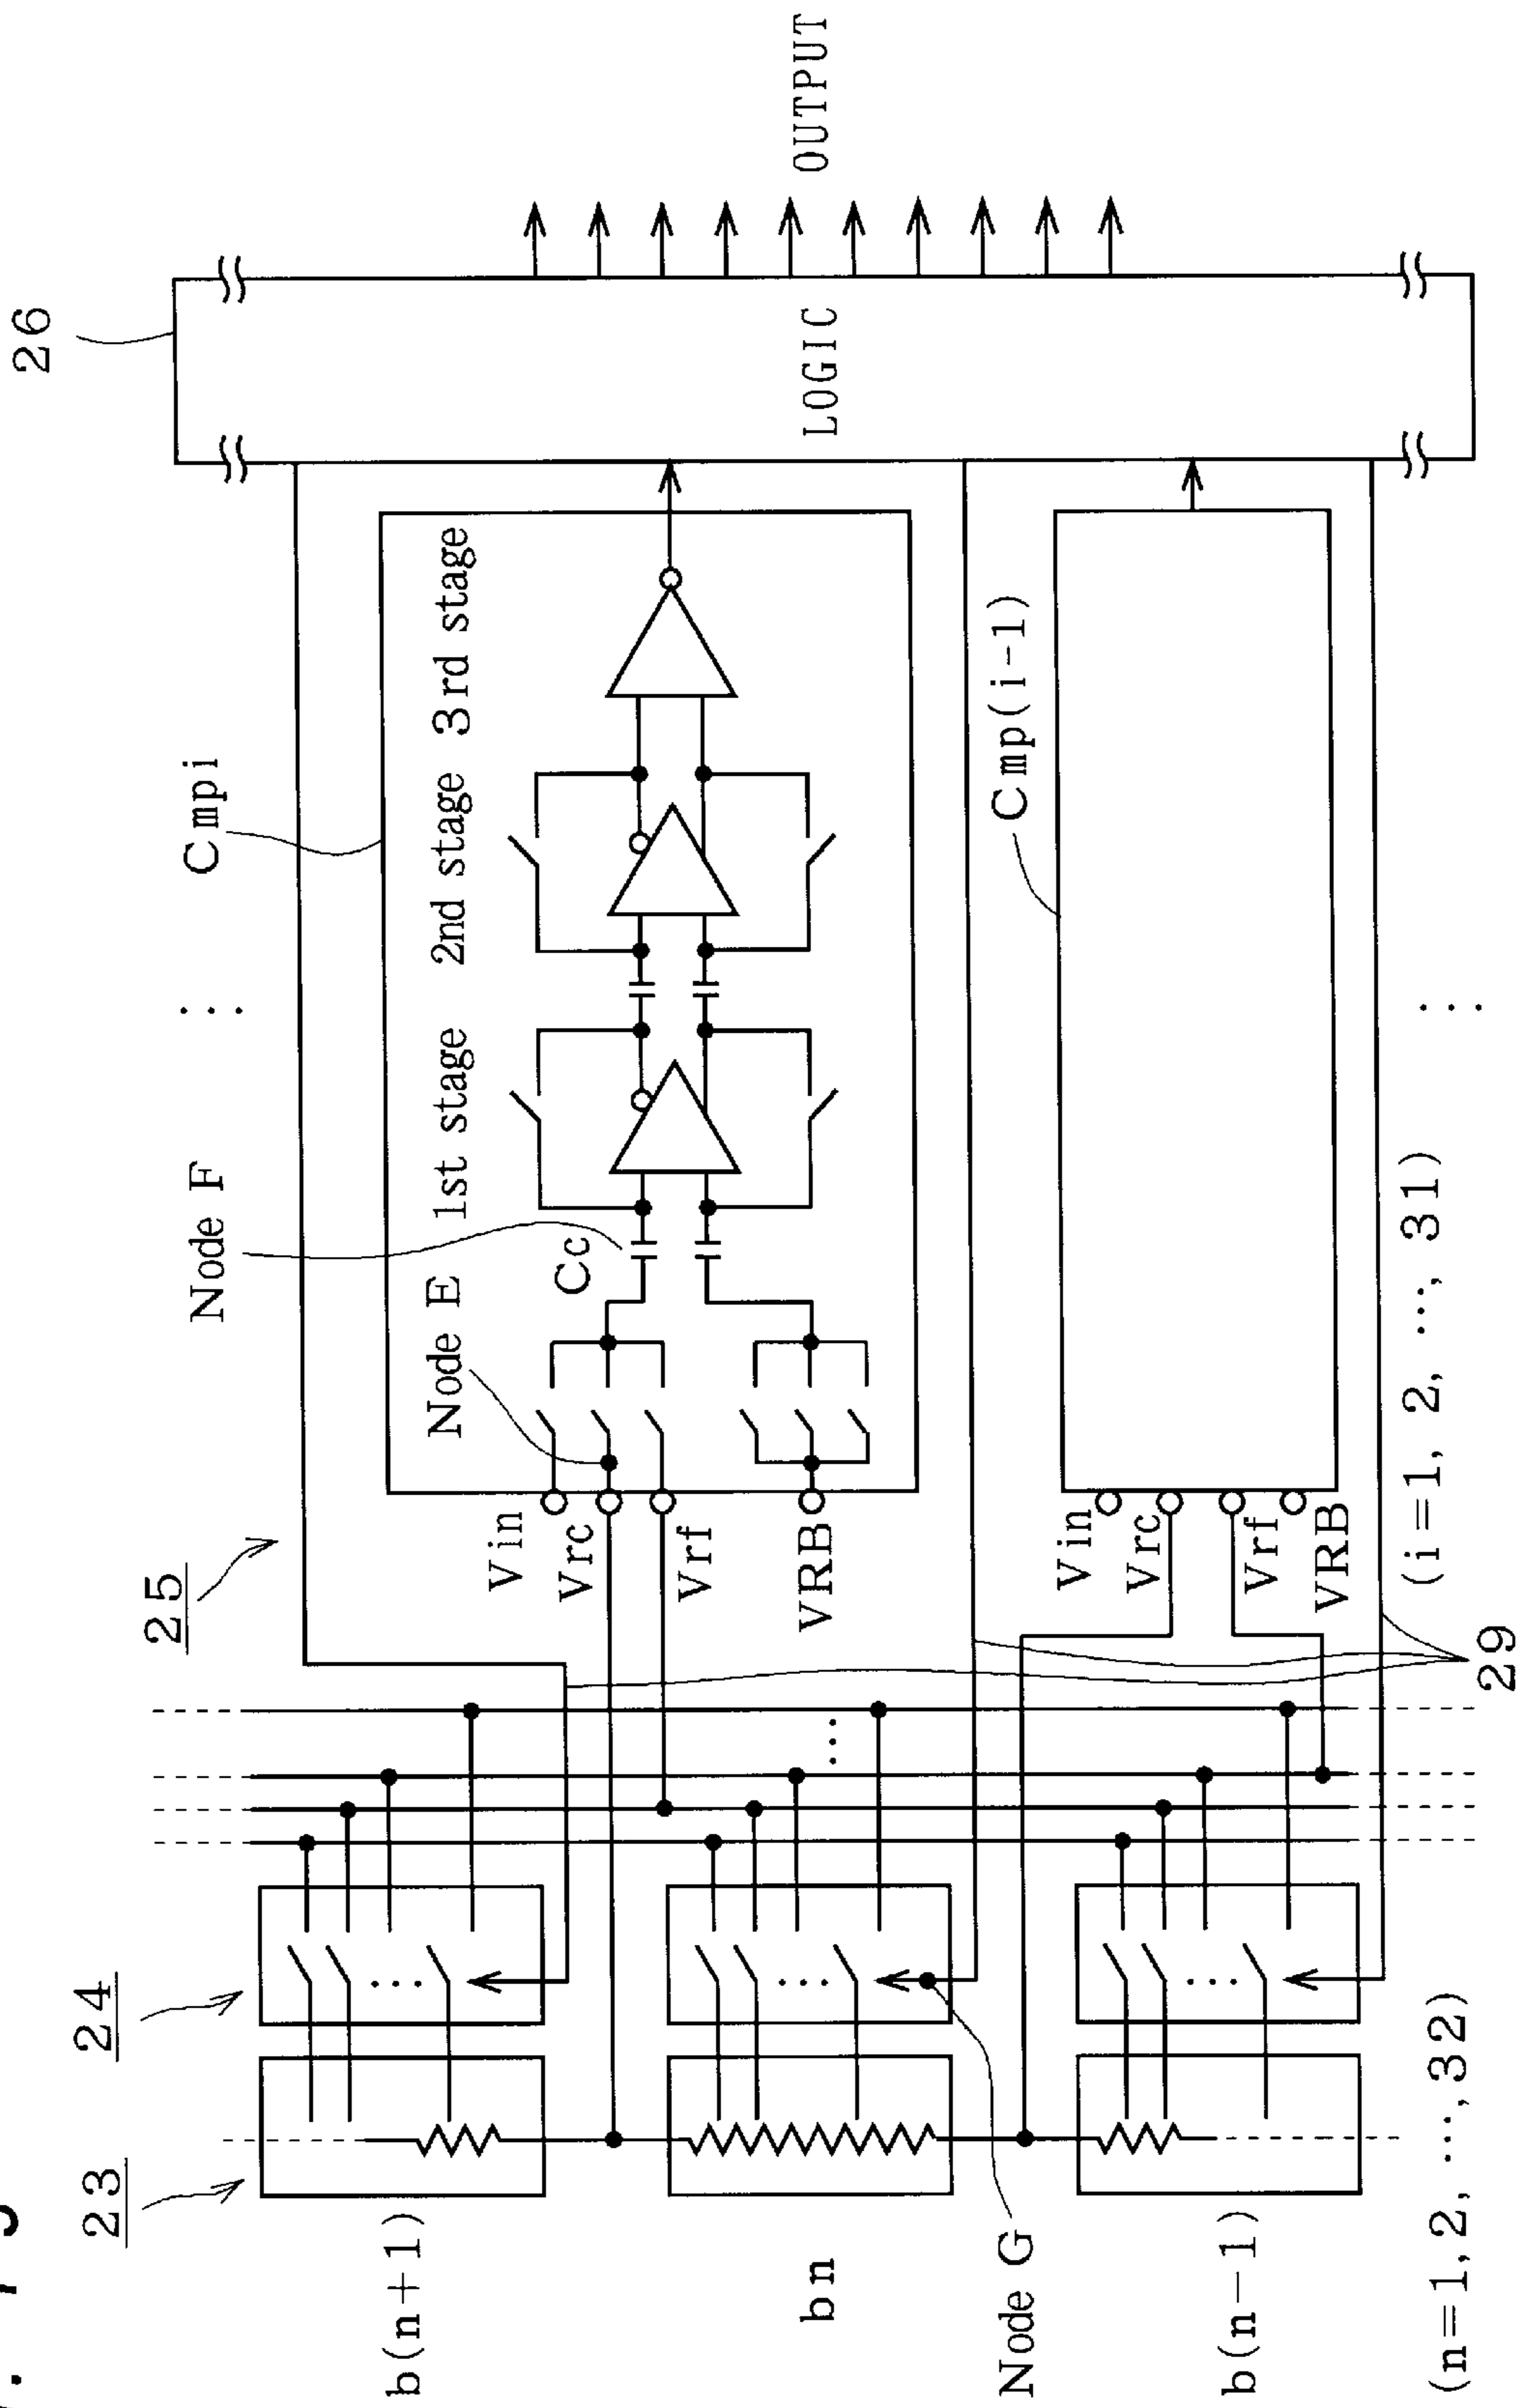 23
24
25
26
b(n+1)
bn
b(n-1)
(n=1, 2, ···, 32)
Node G
29
Vin
Vrc
Vrf
VRB
Node E
Node F
Cc
1st stage
2nd stage
3rd stage
Cmpi
Vin
Vrc
Vrf
VRB
Cmp(i-1)
(i=1, 2, ···, 31)
LOGIC
OUTPUT